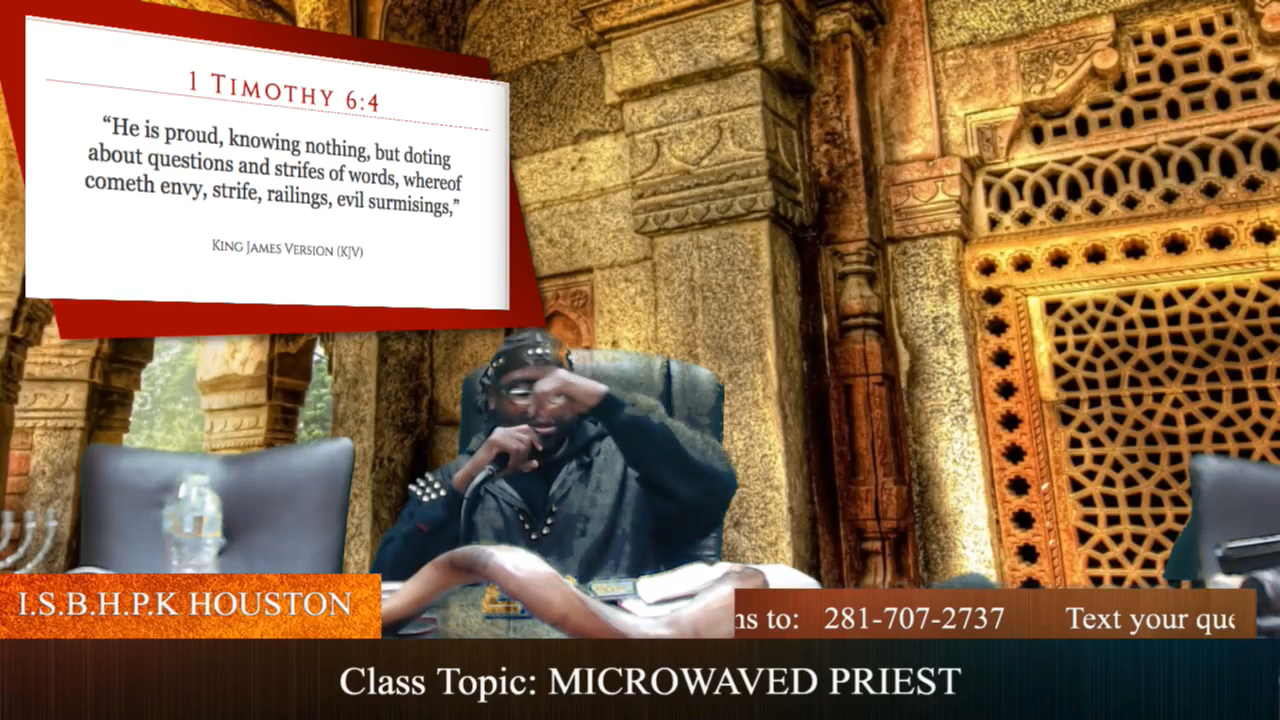 1 TIMOTHY 6:4
“He is proud, knowing nothing, but doting
about questions and strifes of words, whereof
cometh envy, strife, railings, evil surmisings,”
KING JAMES VERSION (KJV)
I.S.B.H.P.K HOUSTON
ns to: 281-707-2737 Text your que
Class Topic: MICROWAVED PRIEST